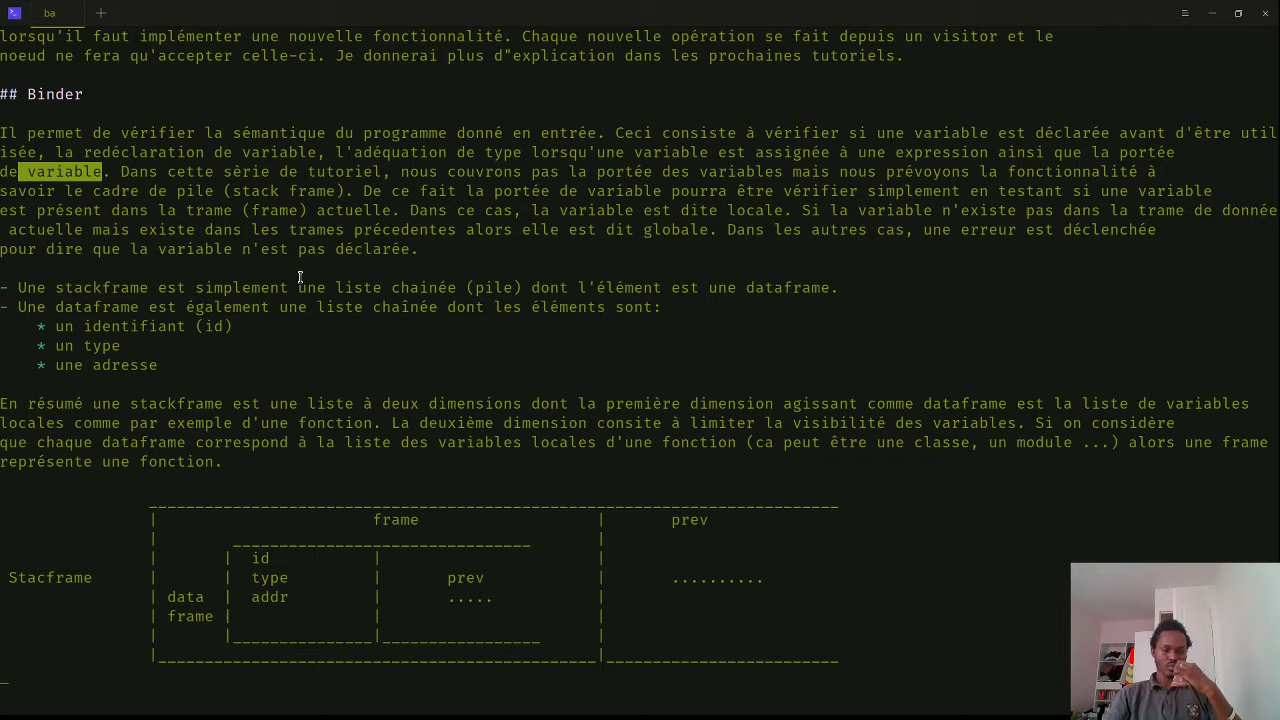 ba
lorsqu'il faut implémenter une nouvelle fonctionnalité. Chaque nouvelle opération se fait depuis un visitor et le
noeud ne fera qu'accepter celle-ci. Je donnerai plus d"explication dans les prochaines tutoriels.
## Binder
Il permet de vérifier la sémantique du programme donné en entrée. Ceci consiste à vérifier si une variable est déclarée avant d'être util
isée, la redéclaration de variable, l'adéquation de type lorsqu'une variable est assignée à une expression ainsi que la portée
de variable. Dans cette sèrie de tutoriel, nous couvrons pas la portée des variables mais nous prévoyons la fonctionnalité à
savoir le cadre de pile (stack frame). De ce fait la portée de variable pourra être vérifier simplement en testant si une variable
est présent dans la trame (frame) actuelle. Dans ce cas, la variable est dite locale. Si la variable n'existe pas dans la trame de donnée
actuelle mais existe dans les trames précedentes alors elle est dit globale. Dans les autres cas, une erreur est déclenchée
pour dire que la variable n'est pas déclarée.
- Une stackframe est simplement une liste chainée (pile) dont l'élément est une dataframe.
- Une dataframe est également une liste chaînée dont les éléments sont:
* un identifiant (id)
* un type
* une adresse
En résumé une stackframe est une liste à deux dimensions dont la première dimension agissant comme dataframe est la liste de variables
locales comme par exemple d'une fonction. La deuxième dimension consite à limiter la visibilité des variables. Si on considère
que chaque dataframe correspond à la liste des variables locales d'une fonction (ca peut être une classe, un module ...) alors une frame
représente une fonction.
frame prev
id
Stacframe type prev ..........
data addr .....
frame